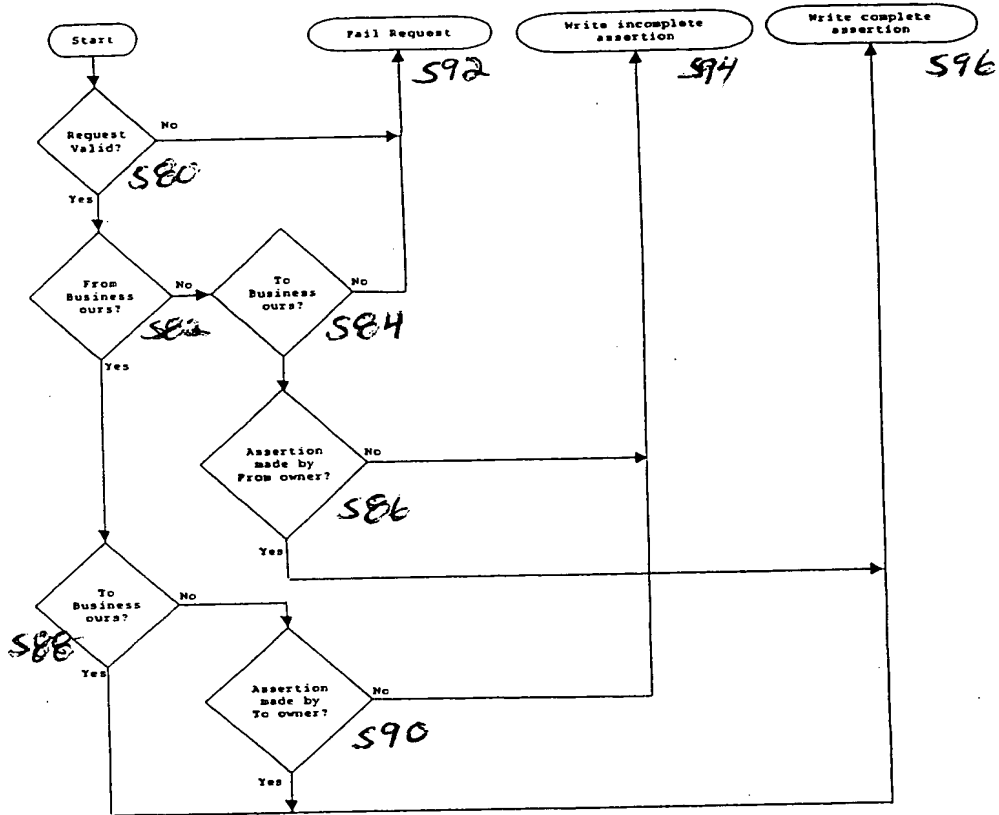 Start
Fail Request
S92
Write incomplete
assertion
S94
Write complete
assertion
S96
Request
Valid?
No
S80
Yes
From
Business
ours?
No
S82
Yes
To
Business
ours?
No
S84
Assertion
made by
From owner?
No
S86
Yes
To
Business
ours?
No
S88
Yes
Assertion
made by
To owner?
No
S90
Yes